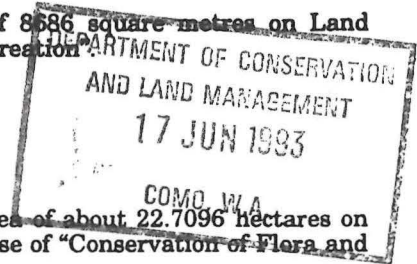 f 8686 square metres on Land
reation".
DEPARTMENT OF CONSERVATION
AND LAND MANAGEMENT
17 JUN 1993
COMO W.A
ea of about 22.7096 hectares on
se of "Conservation of Flora and